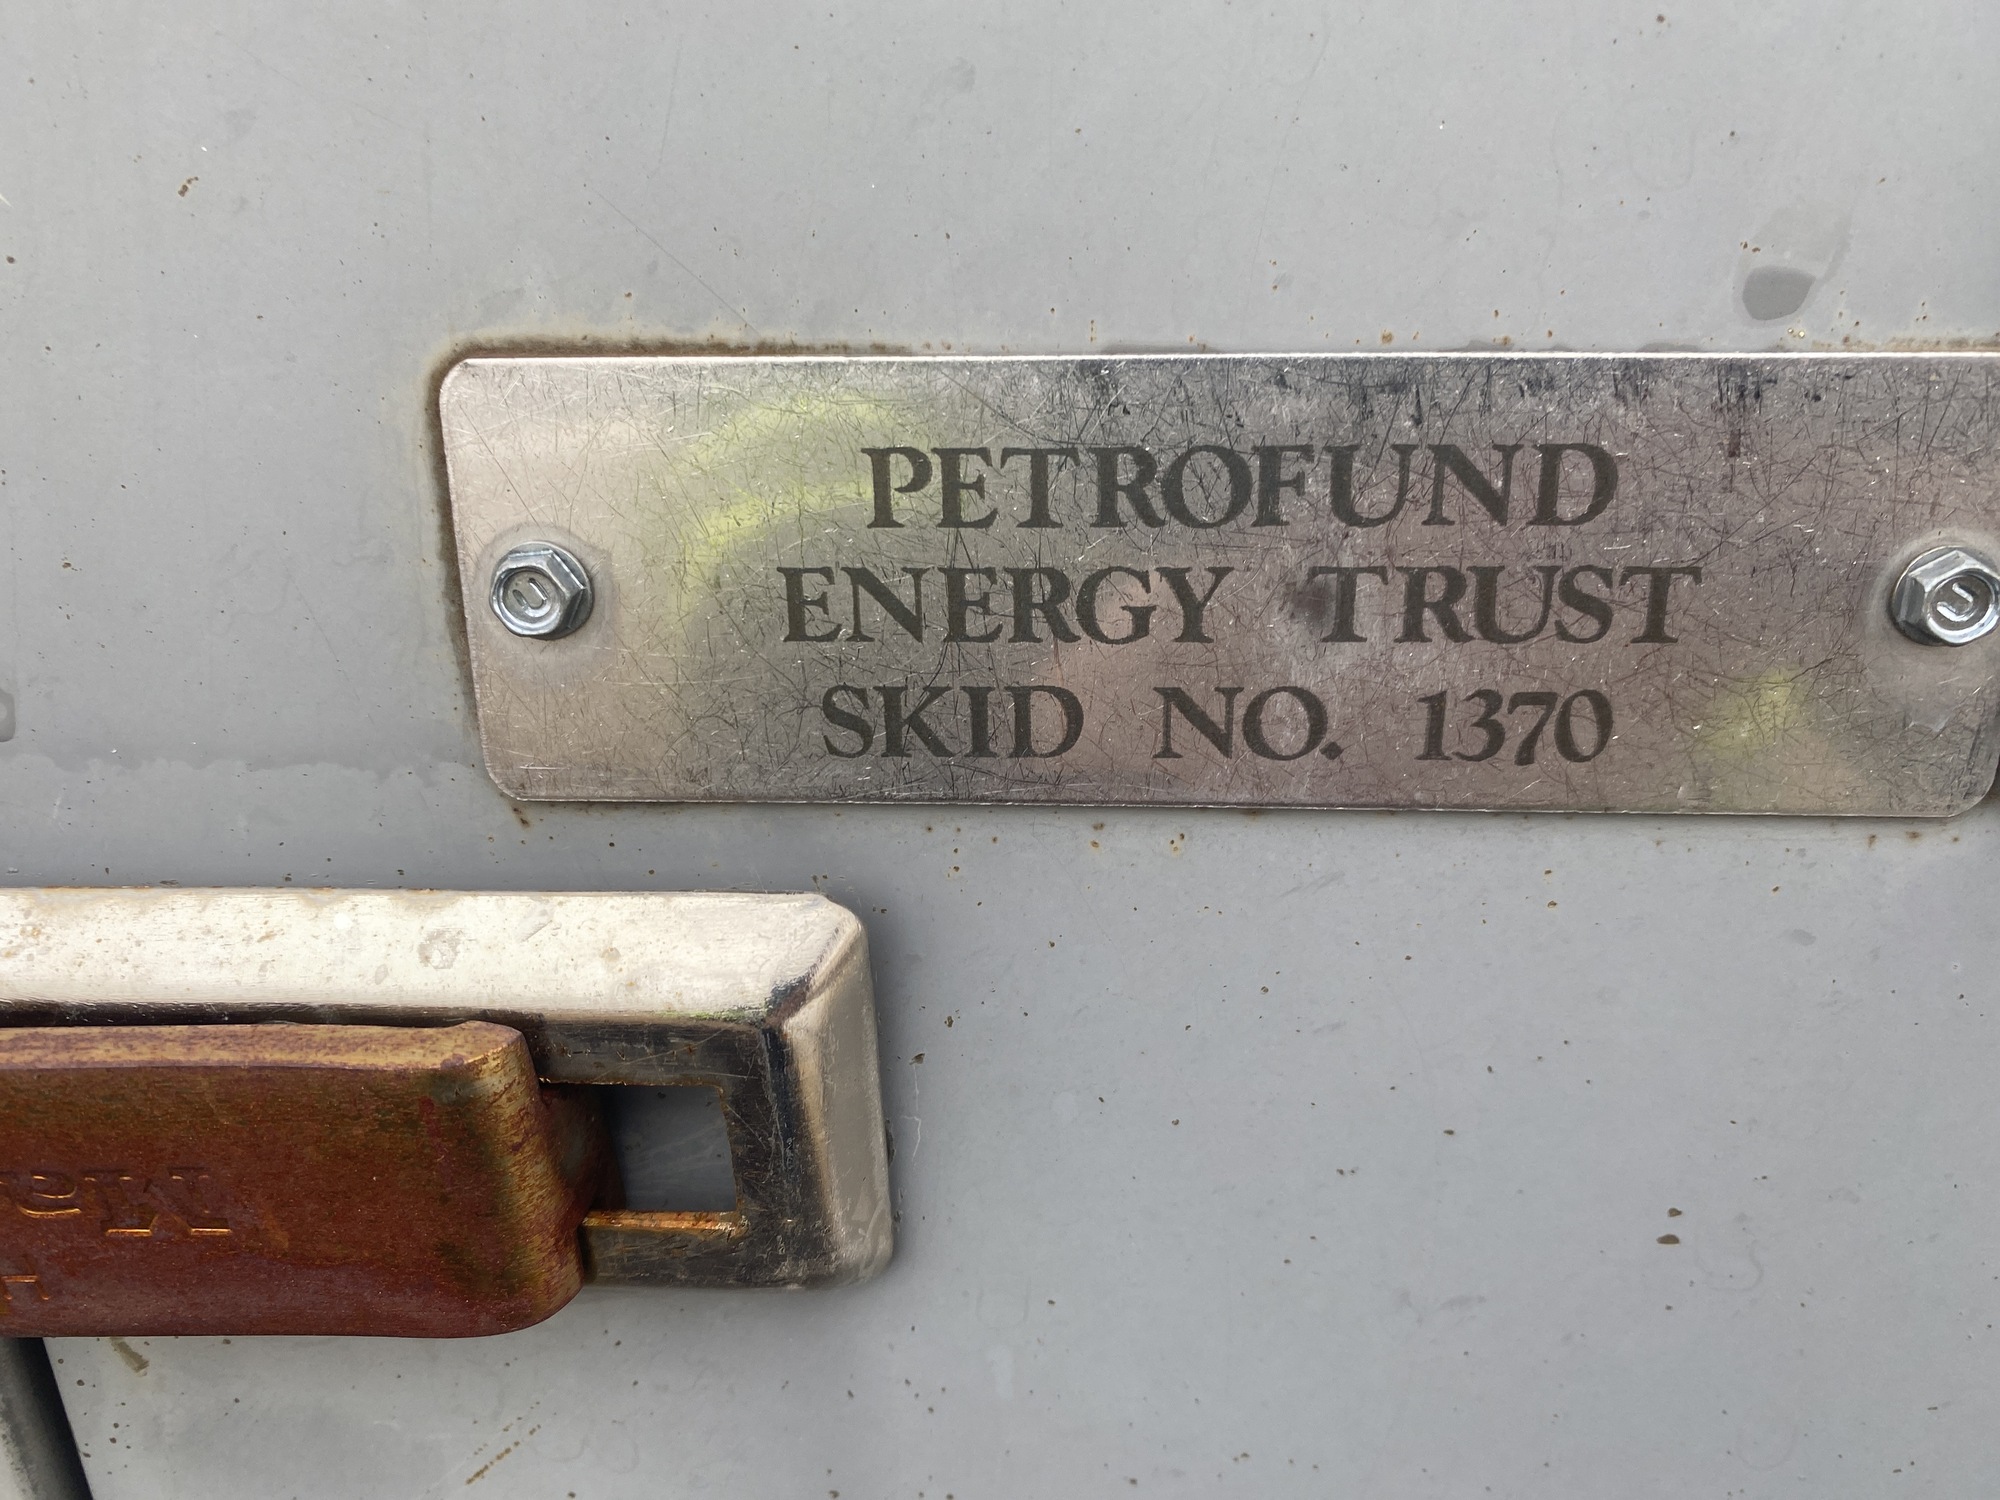 PETROFUND
ENERGY TRUST
SKID NO. 1370